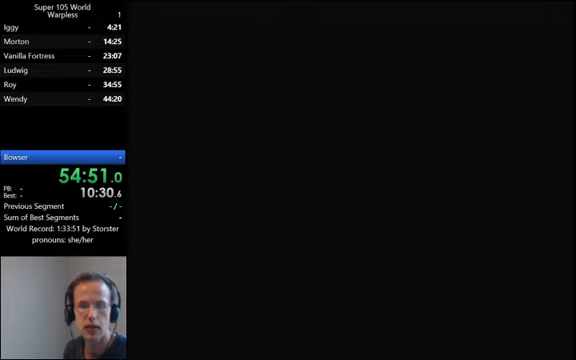 Super 105 World
Warpless 1
Iggy - 4:21
Morton - 14:25
Vanilla Fortress - 23:07
Ludwig - 28:55
Roy - 34:55
Wendy - 44:20
Bowser -
54:51.0
PB: -
Best: - 10:30.6
Previous Segment - / -
Sum of Best Segments -
World Record: 1:33:51 by Storster
pronouns: she/her